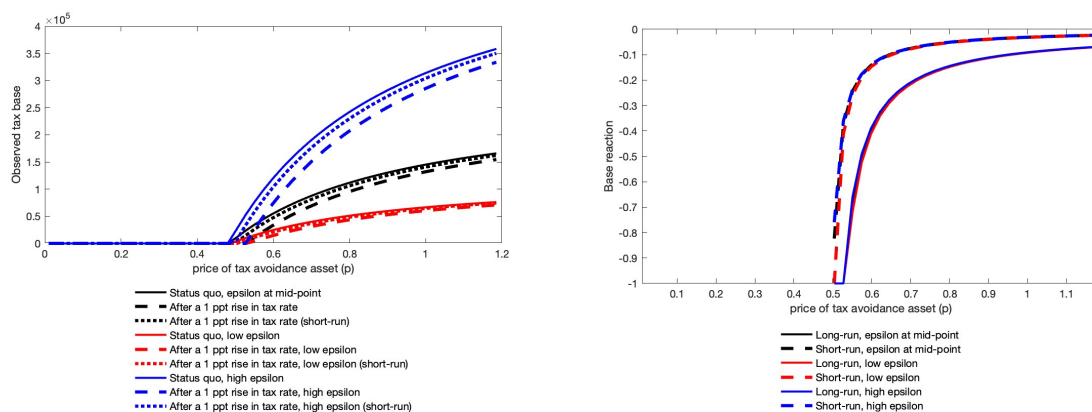 ×10⁵
4
3.5
3
2.5
2
1.5
1
0.5
0
Observed tax base
0 0.2 0.4 0.6 0.8 1 1.2
price of tax avoidance asset (p)
Status quo, epsilon at mid-point
After a 1 ppt rise in tax rate
After a 1 ppt rise in tax rate (short-run)
Status quo, low epsilon
After a 1 ppt rise in tax rate, low epsilon
After a 1 ppt rise in tax rate, low epsilon (short-run)
Status quo, high epsilon
After a 1 ppt rise in tax rate, high epsilon
After a 1 ppt rise in tax rate, high epsilon (short-run)
0
-0.1
-0.2
-0.3
-0.4
-0.5
-0.6
-0.7
-0.8
-0.9
-1
Base reaction
0.1 0.2 0.3 0.4 0.5 0.6 0.7 0.8 0.9 1 1.1
price of tax avoidance asset (p)
Long-run, epsilon at mid-point
Short-run, epsilon at mid-point
Long-run, low epsilon
Short-run, low epsilon
Long-run, high epsilon
Short-run, high epsilon